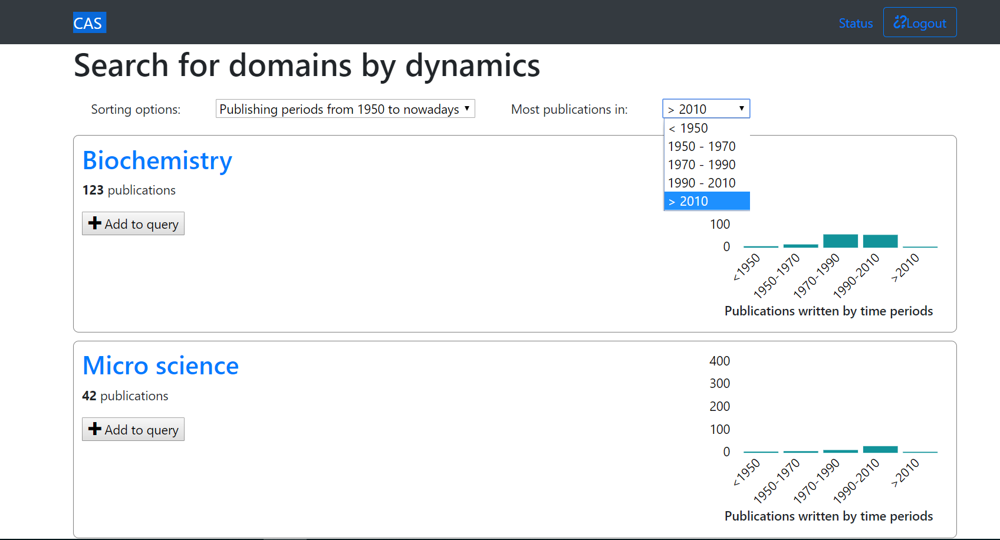 CAS
Status
¿?Logout
Search for domains by dynamics
Sorting options:
Publishing periods from 1950 to nowadays
Most publications in:
> 2010
< 1950
1950 - 1970
1970 - 1990
1990 - 2010
> 2010
Biochemistry
123 publications
Add to query
100
0
<1950
1950-1970
1970-1990
1990-2010
>2010
Publications written by time periods
Micro science
42 publications
Add to query
400
300
200
100
0
<1950
1950-1970
1970-1990
1990-2010
>2010
Publications written by time periods